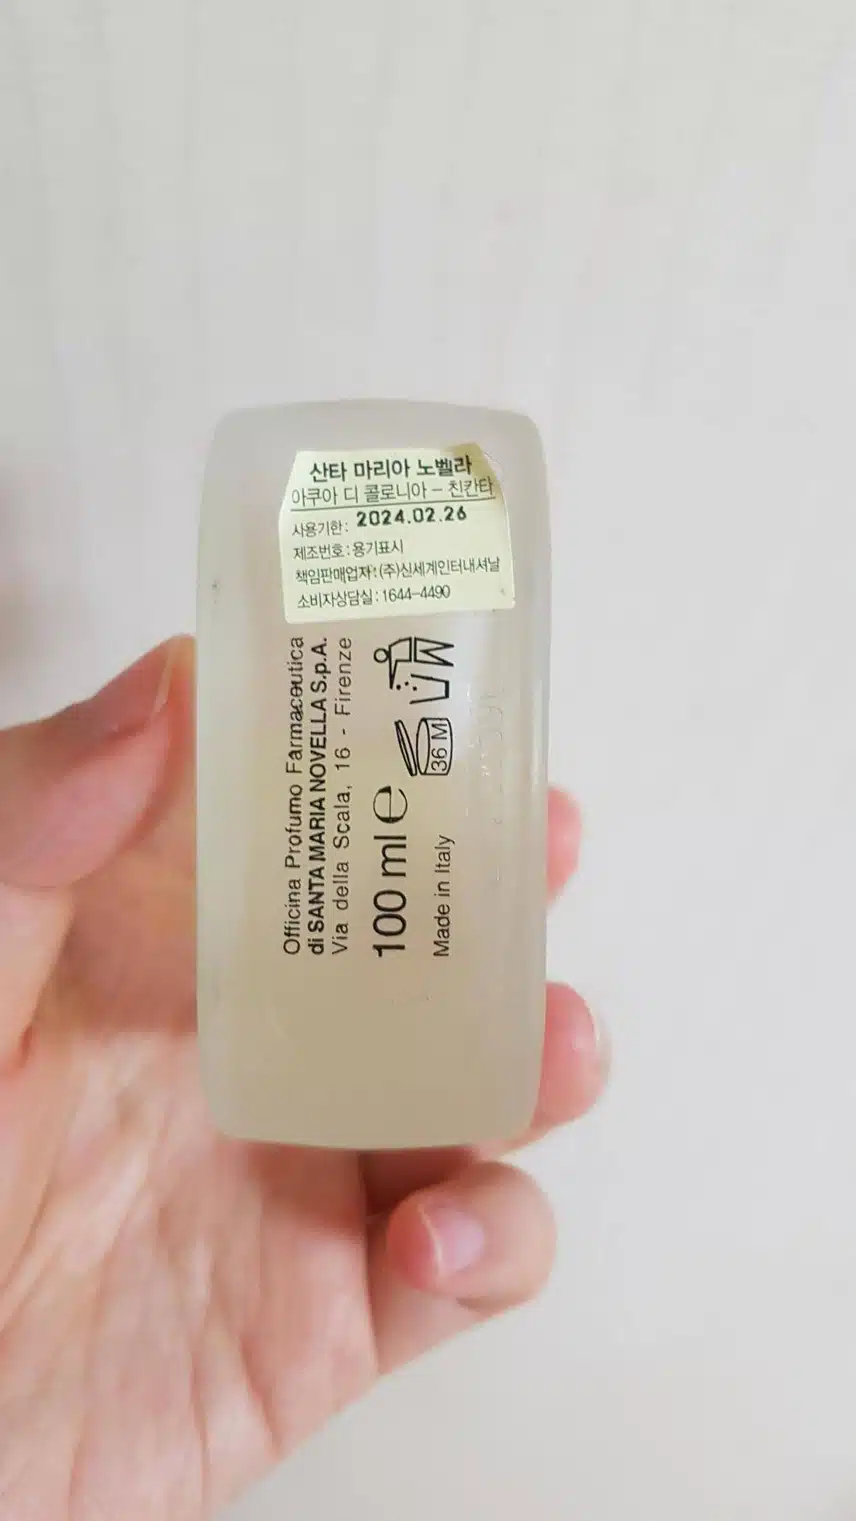 산타 마리아 노벨라
아쿠아 디 콜로니아 - 친칸타
사용기한: 2024.02.26
제조번호:용기표시
책임판매업자:(주)신세계인터내셔날
소비자상담실:1644-4490
Officina Profumo Farmaceutica
di SANTA MARIA NOVELLA S.p.A.
Via della Scala, 16 - Firenze
100 ml e
36 M
Made in Italy